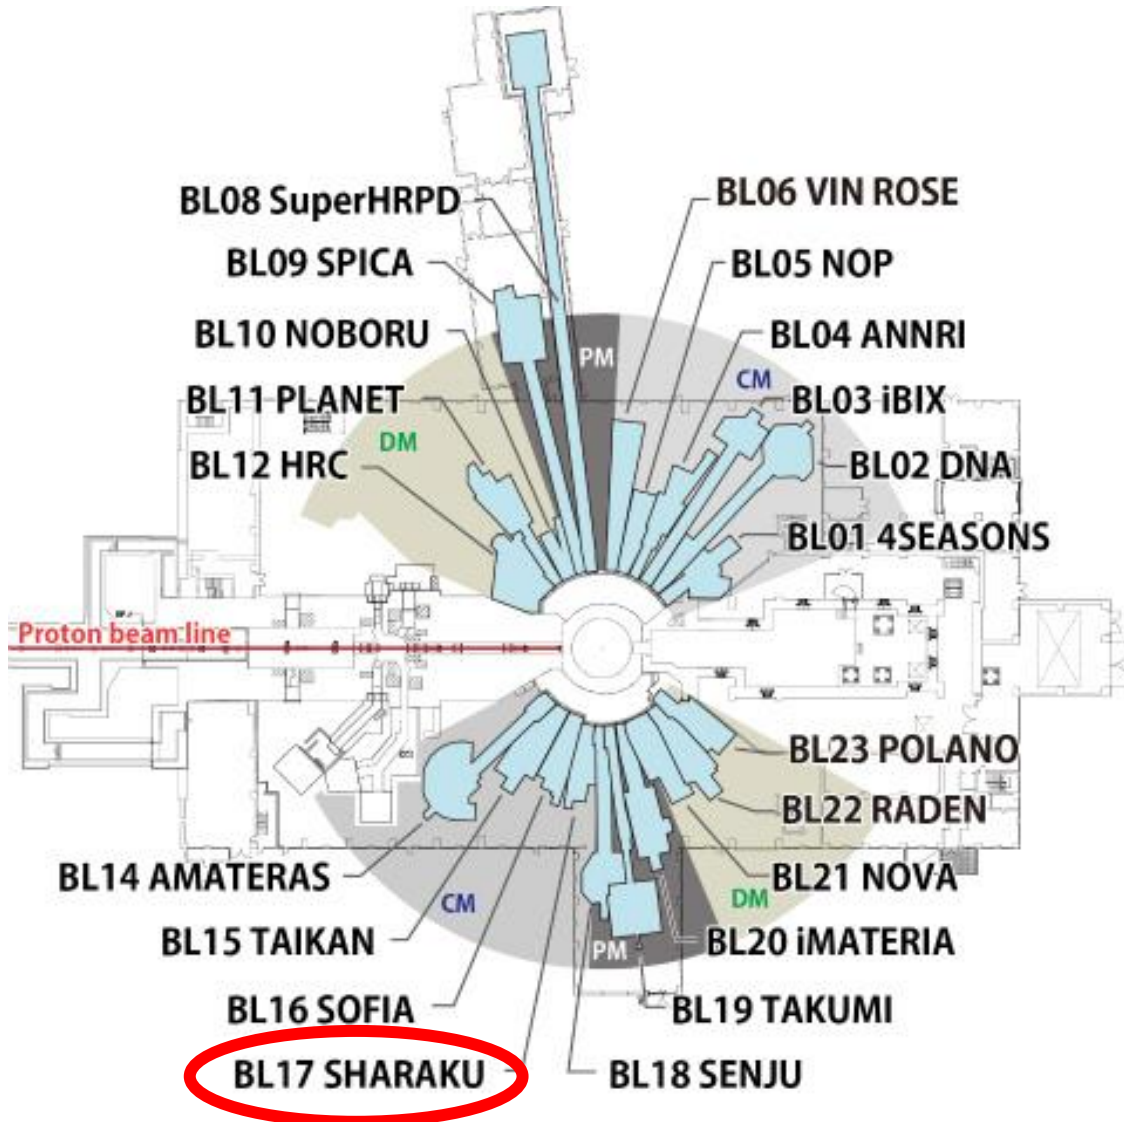 BL08 SuperHRPD
BL06 VIN ROSE
BL09 SPICA
BL05 NOP
BL10 NOBORU
PM
BL04 ANNRI
CM
BL11 PLANET
BL03 iBIX
DM
BL12 HRC
BL02 DNA
BL01 4SEASONS
Proton beam line
BL23 POLANO
BL22 RADEN
BL14 AMATERAS
BL21 NOVA
CM
DM
BL15 TAIKAN
PM
BL20 iMATERIA
BL16 SOFIA
BL19 TAKUMI
BL17 SHARAKU
BL18 SENJU